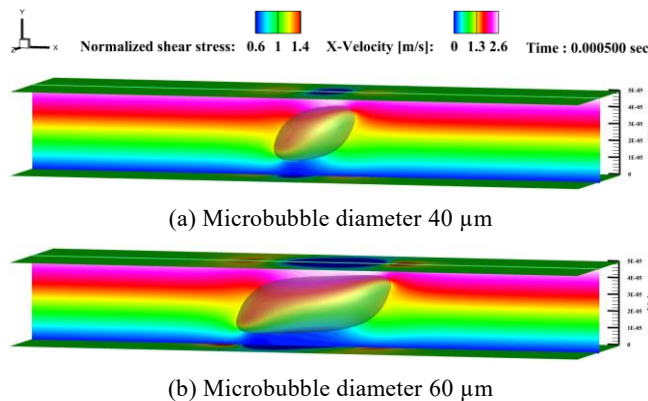 Y
Z X
Normalized shear stress: 0.6 1 1.4 X-Velocity [m/s]: 0 1.3 2.6 Time : 0.000500 sec
5E-05
4E-05
3E-05
2E-05
1E-05
0
(a) Microbubble diameter 40 µm
5E-05
4E-05
3E-05
2E-05
1E-05
0
(b) Microbubble diameter 60 µm